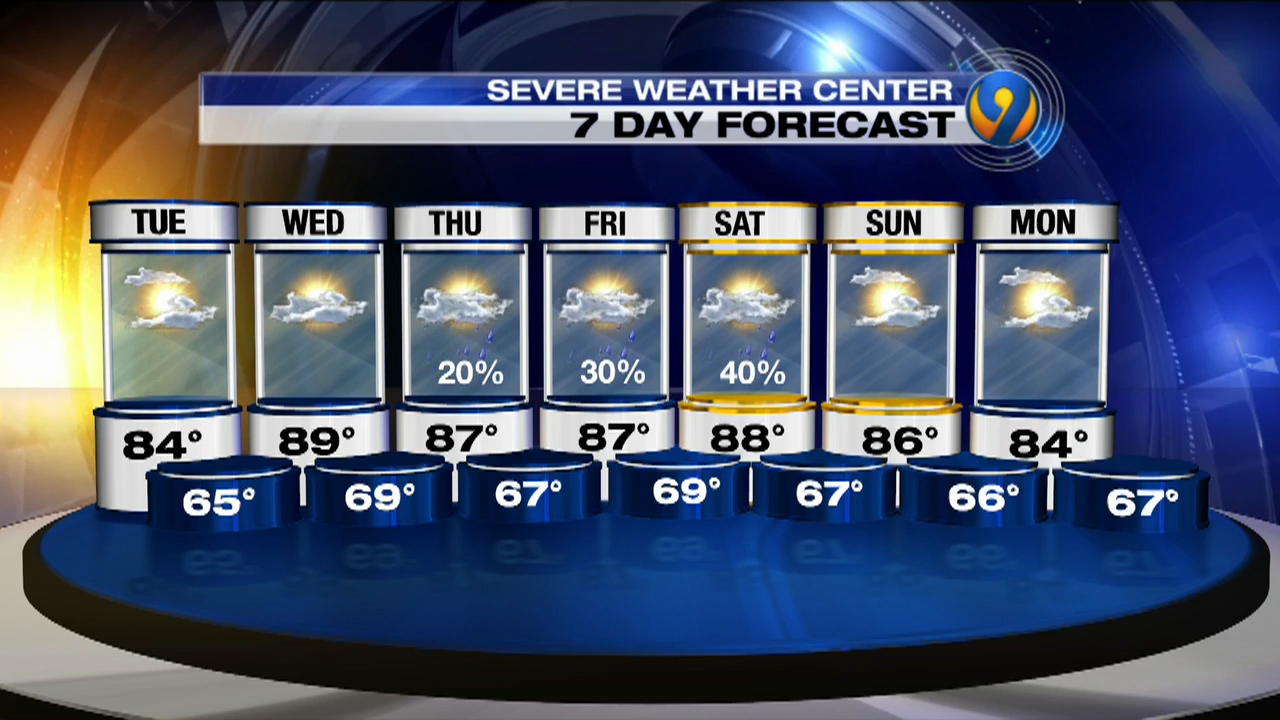 SEVERE WEATHER CENTER
7 DAY FORECAST
9
TUE WED THU FRI SAT SUN MON
20% 30% 40%
84° 89° 87° 87° 88° 86° 84°
65° 69° 67° 69° 67° 66° 67°